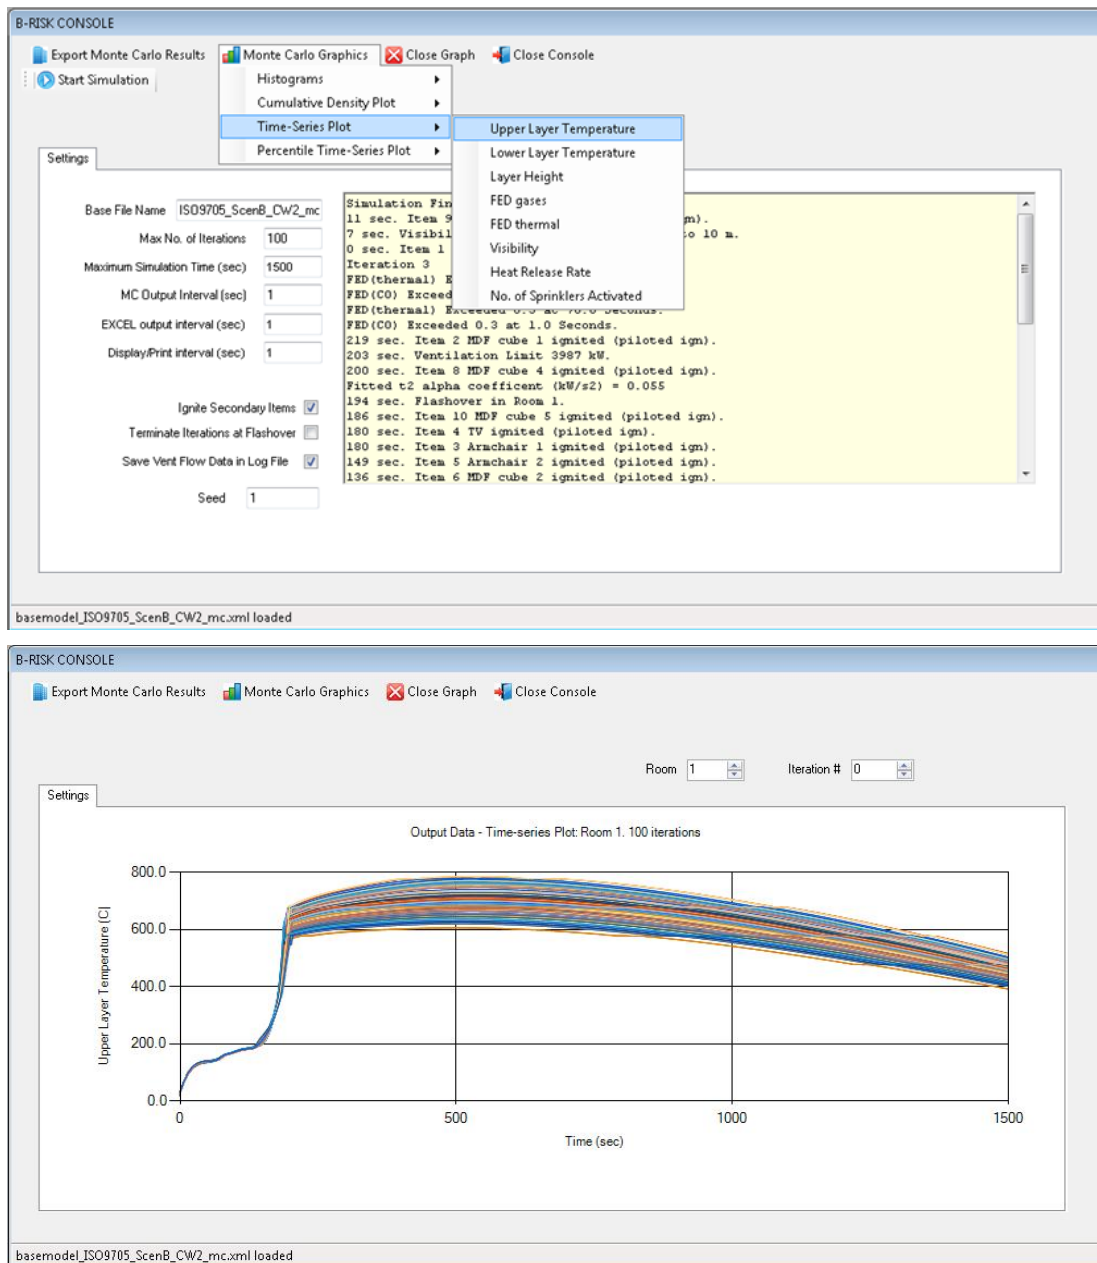 B-RISK CONSOLE
Export Monte Carlo Results Monte Carlo Graphics Close Graph Close Console
Start Simulation
Histograms
Cumulative Density Plot
Time-Series Plot
Percentile Time-Series Plot
Upper Layer Temperature
Lower Layer Temperature
Layer Height
FED gases
FED thermal
Visibility
Heat Release Rate
No. of Sprinklers Activated
Settings
Base File Name ISO9705_ScenB_CW2_mc
Max No. of Iterations 100
Maximum Simulation Time (sec) 1500
MC Output Interval (sec) 1
EXCEL output interval (sec) 1
Display/Print interval (sec) 1
Ignite Secondary Items
Terminate Iterations at Flashover
Save Vent Flow Data in Log File
Seed 1
Simulation Fin
11 sec. Item 9 m).
7 sec. Visibil to 10 m.
0 sec. Item 1
Iteration 3
FED(thermal) E
FED(CO) Exceed
FED(thermal) Exceeded 0.3 at 70.0 Seconds.
FED(CO) Exceeded 0.3 at 1.0 Seconds.
219 sec. Item 2 MDF cube 1 ignited (piloted ign).
203 sec. Ventilation Limit 3987 kW.
200 sec. Item 8 MDF cube 4 ignited (piloted ign).
Fitted t2 alpha coefficent (kW/s2) = 0.055
194 sec. Flashover in Room 1.
186 sec. Item 10 MDF cube 5 ignited (piloted ign).
180 sec. Item 4 TV ignited (piloted ign).
180 sec. Item 3 Armchair 1 ignited (piloted ign).
149 sec. Item 5 Armchair 2 ignited (piloted ign).
136 sec. Item 6 MDF cube 2 ignited (piloted ign).
basemodel_ISO9705_ScenB_CW2_mc.xml loaded
B-RISK CONSOLE
Export Monte Carlo Results Monte Carlo Graphics Close Graph Close Console
Room 1 Iteration # 0
Settings
Output Data - Time-series Plot: Room 1. 100 iterations
Upper Layer Temperature (C)
800.0
600.0
400.0
200.0
0.0
0 500 1000 1500
Time (sec)
basemodel_ISO9705_ScenB_CW2_mc.xml loaded